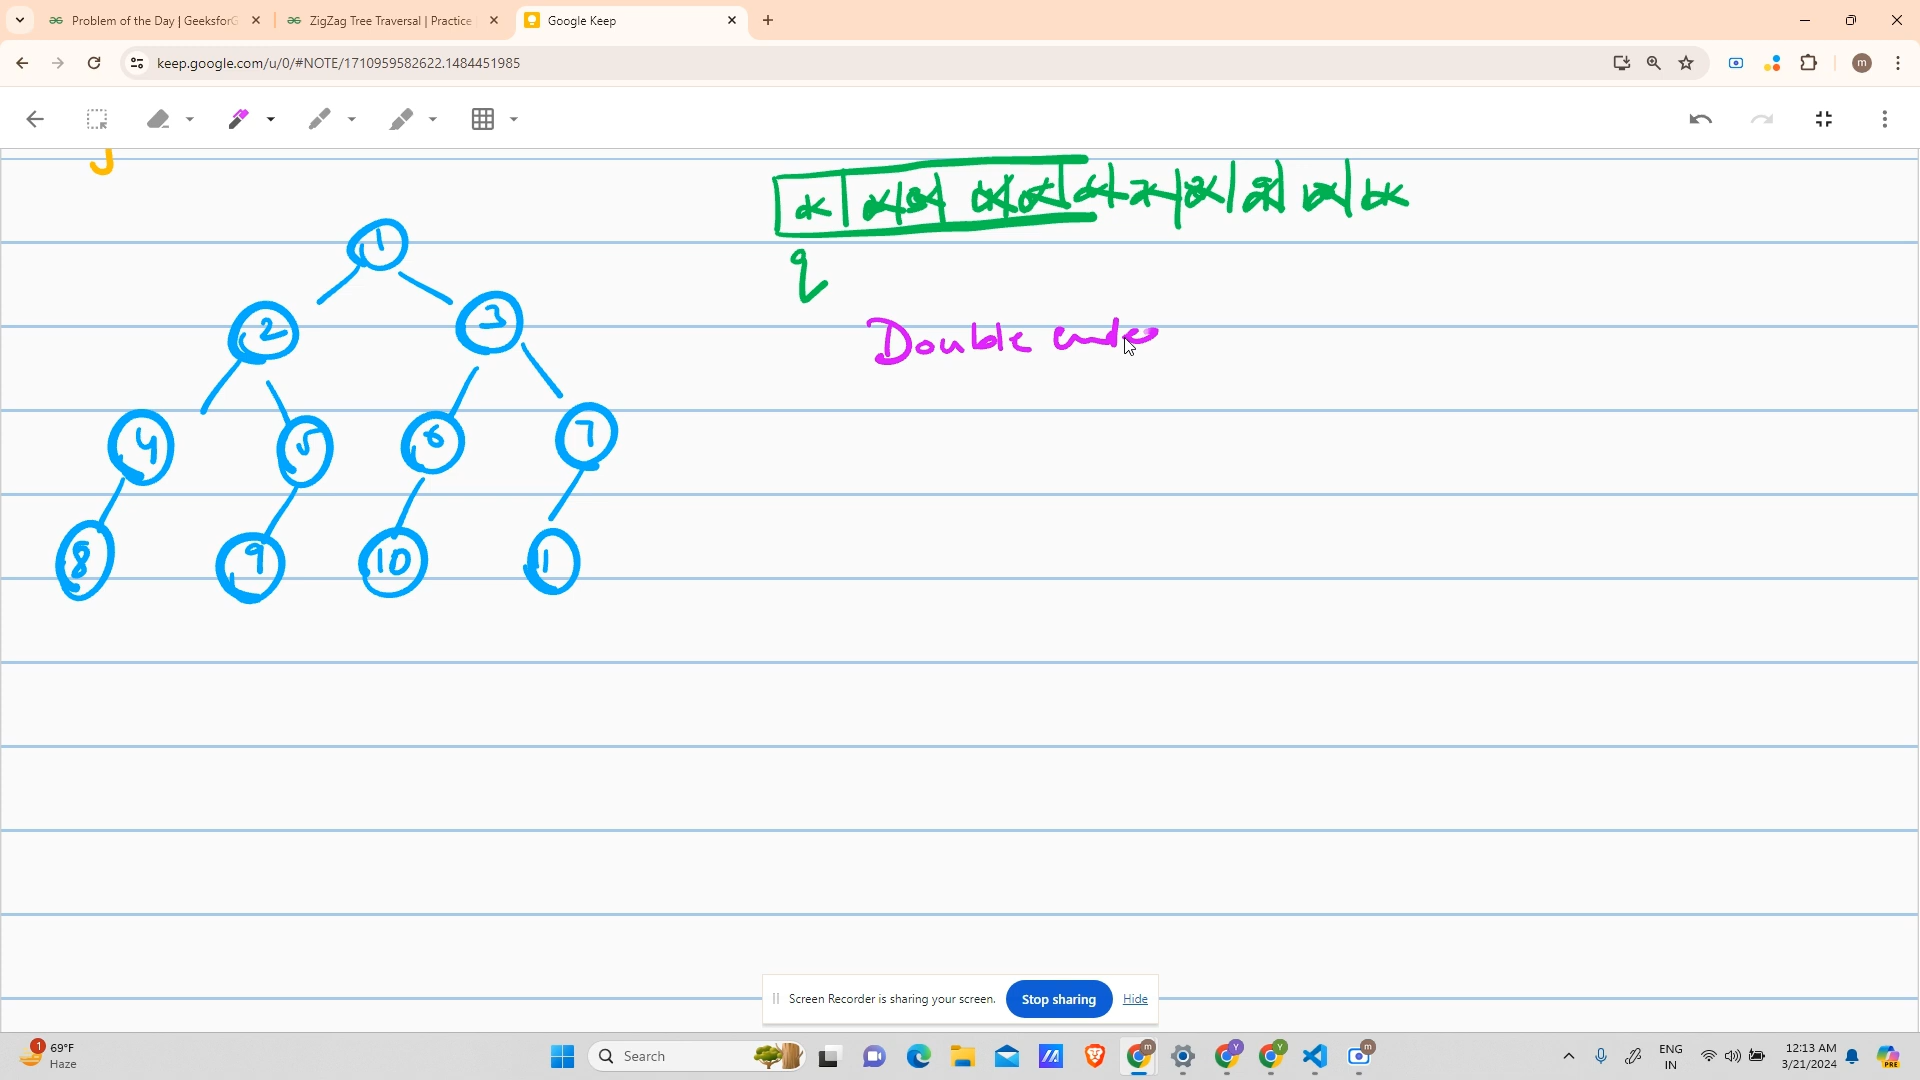 Problem of the Day | GeeksforG
ZigZag Tree Traversal | Practice
Google Keep
keep.google.com/u/0/#NOTE/1710959582622.1484451985
m
q
1
Double ende
2
3
4
5
6
7
8
9
10
11
Screen Recorder is sharing your screen.
Stop sharing
Hide
1
69°F
Haze
Search
m
Y
Y
m
ENG
IN
12:13 AM
3/21/2024
PRE